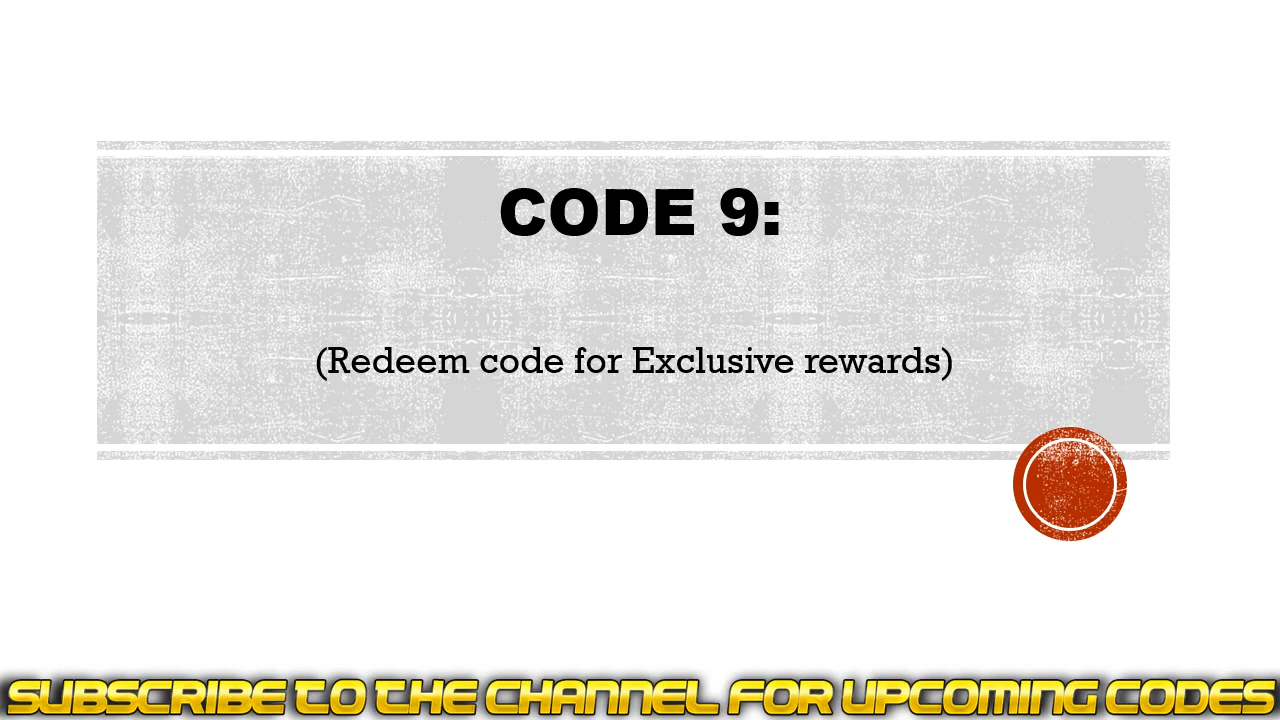 CODE 9:
(Redeem code for Exclusive rewards)
SUBSCRIBE TO THE CHANNEL FOR UPCOMING CODES